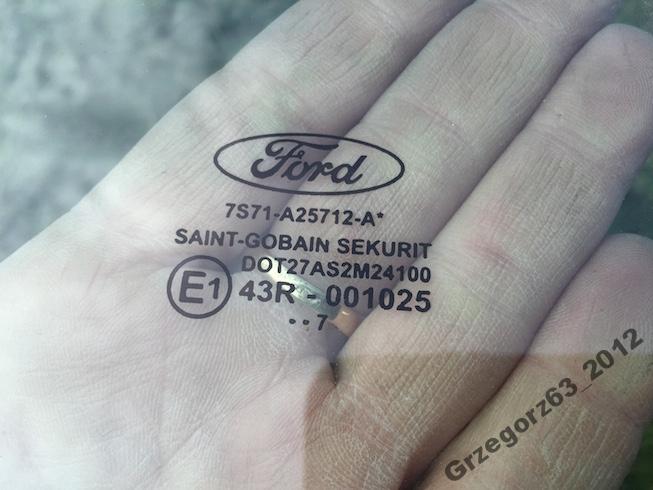 Ford
7S71-A25712-A*
SAINT-GOBAIN SEKURIT
DOT27AS2M24100
E1 43R - 001025
••7
Grzegorz63_2012